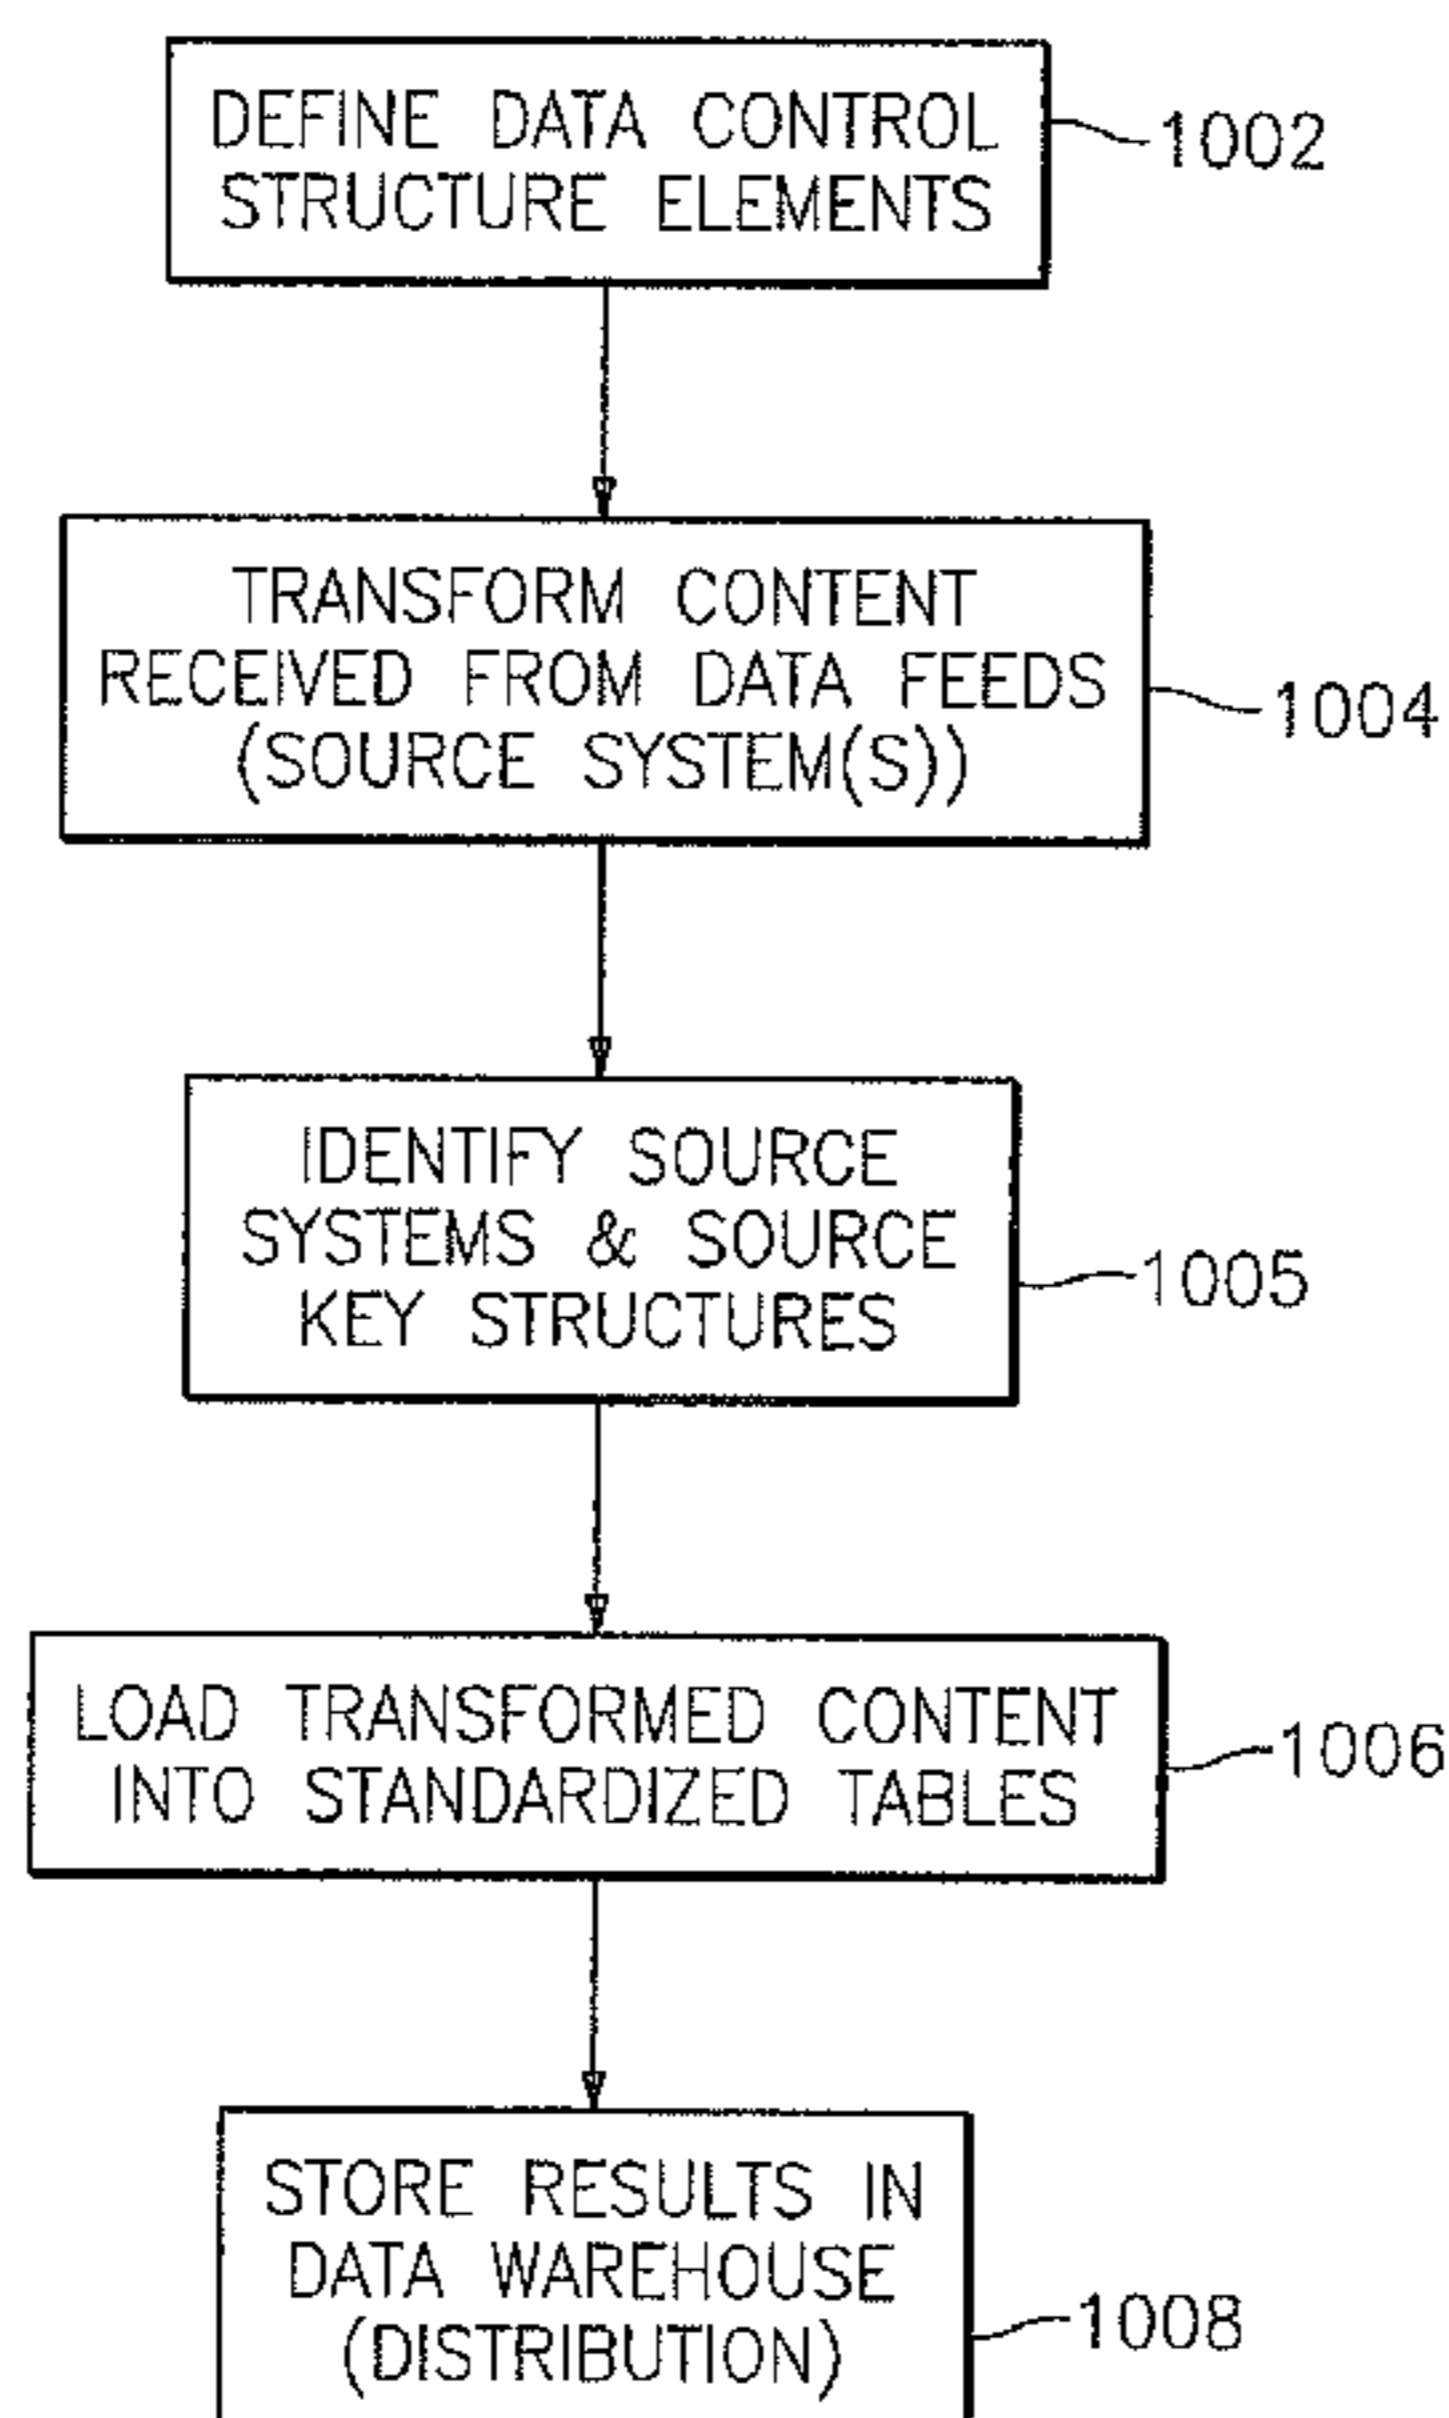 DEFINE DATA CONTROL
STRUCTURE ELEMENTS
1002
TRANSFORM CONTENT
RECEIVED FROM DATA FEEDS
(SOURCE SYSTEM(S))
1004
IDENTIFY SOURCE
SYSTEMS & SOURCE
KEY STRUCTURES
1005
LOAD TRANSFORMED CONTENT
INTO STANDARDIZED TABLES
1006
STORE RESULTS IN
DATA WAREHOUSE
(DISTRIBUTION)
1008